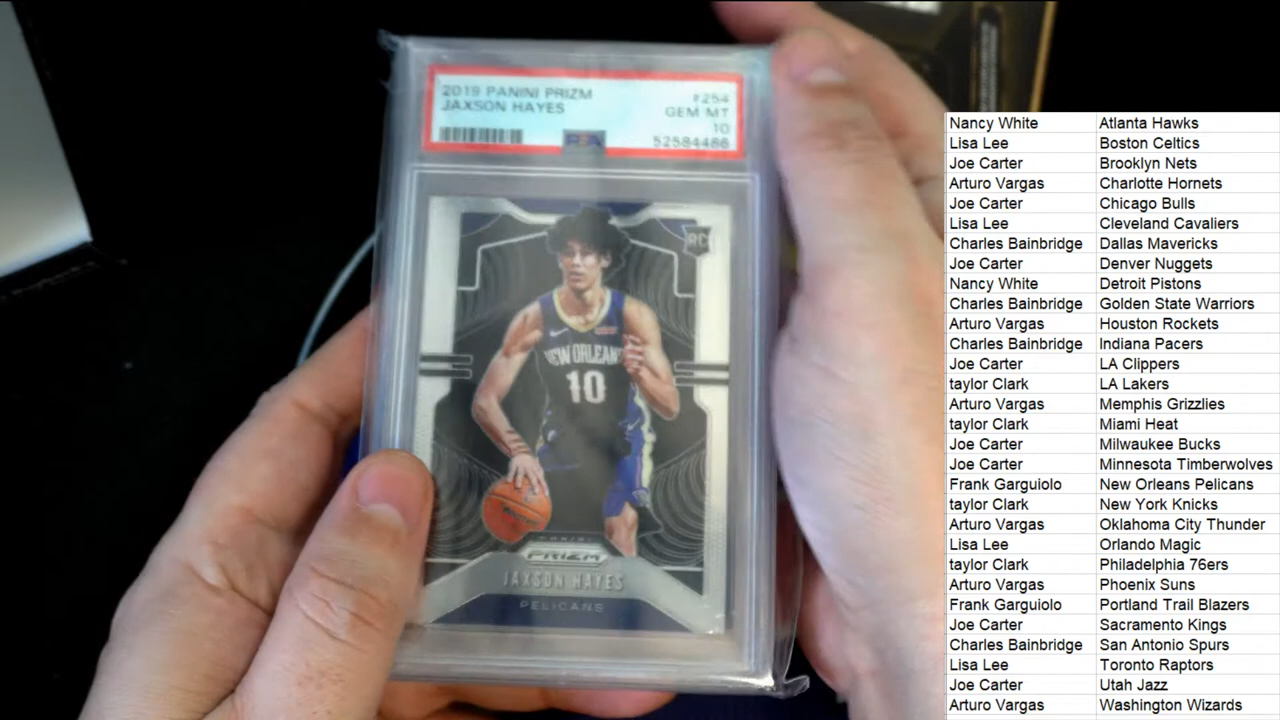 2019 PANINI PRIZM #254
JAXSON HAYES GEM MT
10
PSA 52584486
RC
NEW ORLEANS
10
PANINI
PRIZM
JAXSON HAYES
PELICANS
Nancy White Atlanta Hawks
Lisa Lee Boston Celtics
Joe Carter Brooklyn Nets
Arturo Vargas Charlotte Hornets
Joe Carter Chicago Bulls
Lisa Lee Cleveland Cavaliers
Charles Bainbridge Dallas Mavericks
Joe Carter Denver Nuggets
Nancy White Detroit Pistons
Charles Bainbridge Golden State Warriors
Arturo Vargas Houston Rockets
Charles Bainbridge Indiana Pacers
Joe Carter LA Clippers
taylor Clark LA Lakers
Arturo Vargas Memphis Grizzlies
taylor Clark Miami Heat
Joe Carter Milwaukee Bucks
Joe Carter Minnesota Timberwolves
Frank Garguiolo New Orleans Pelicans
taylor Clark New York Knicks
Arturo Vargas Oklahoma City Thunder
Lisa Lee Orlando Magic
taylor Clark Philadelphia 76ers
Arturo Vargas Phoenix Suns
Frank Garguiolo Portland Trail Blazers
Joe Carter Sacramento Kings
Charles Bainbridge San Antonio Spurs
Lisa Lee Toronto Raptors
Joe Carter Utah Jazz
Arturo Vargas Washington Wizards